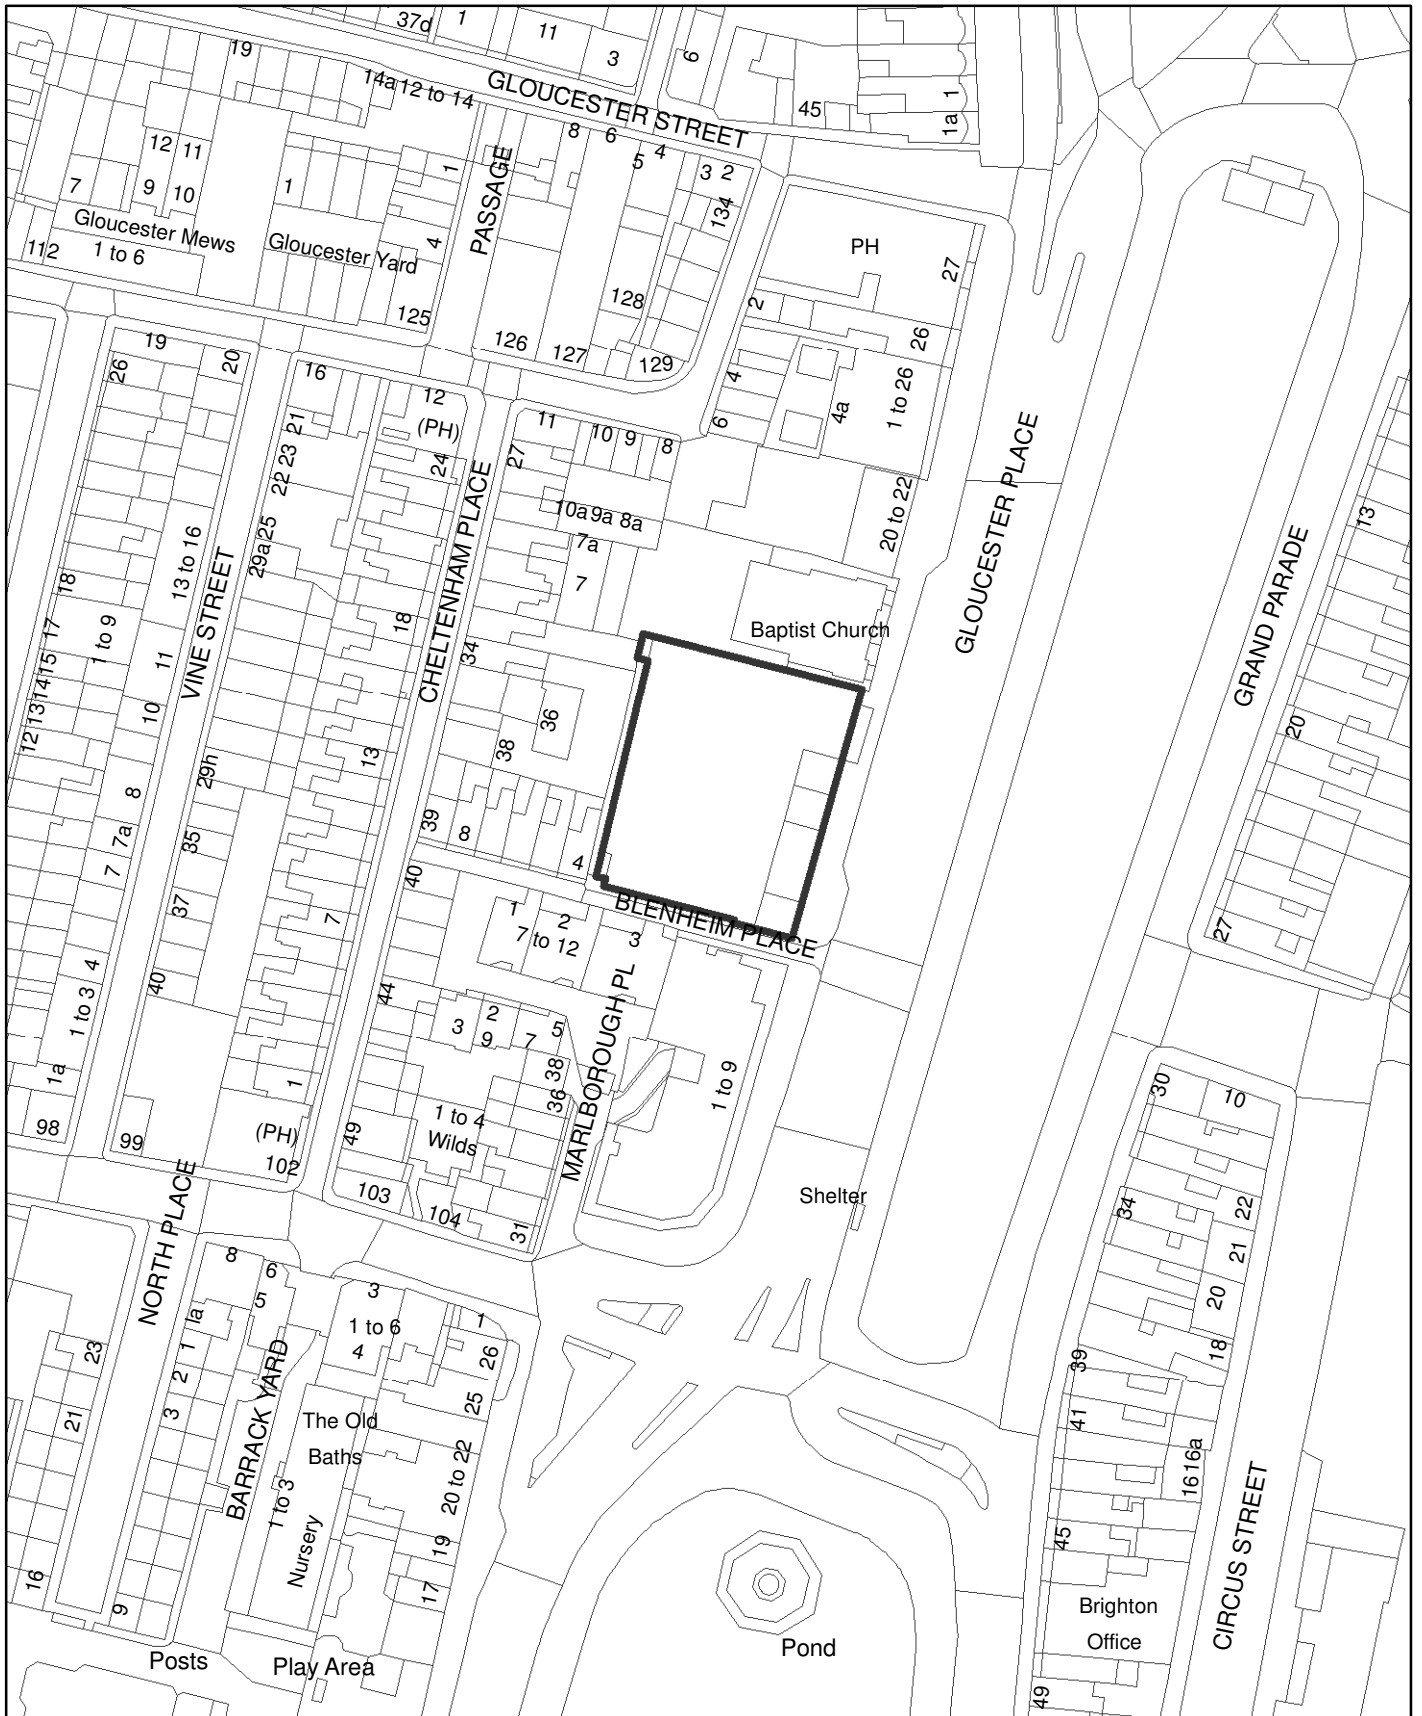 37d
1
11
3
6
19
14a
12 to 14
GLOUCESTER STREET
45
1
1a
8
6
5
4
3
2
134
12
11
9
10
7
1
1
4
PASSAGE
Gloucester Mews
Gloucester Yard
112
1 to 6
125
126
127
128
129
PH
27
2
26
4
6
4a
1 to 26
19
20
26
16
12
(PH)
21
23
22
24
25
29a
11
10
9
8
27
10a
9a
8a
7a
7
20 to 22
GLOUCESTER PLACE
GRAND PARADE
13
13 to 16
VINE STREET
CHELTENHAM PLACE
18
18
17
1 to 9
15
14
13
12
11
10
34
36
38
13
Baptist Church
20
29h
8
7a
7
35
37
39
8
4
40
7
BLENHEIM PLACE
1
2
7 to 12
3
27
4
40
44
1 to 3
MARLBOROUGH PL
3
2
9
7
5
38
36
1 to 9
1a
1
1 to 4
Wilds
49
98
99
(PH)
102
103
104
31
30
10
Shelter
34
22
21
20
18
NORTH PLACE
8
6
5
1a
1
2
3
3
1 to 6
4
1
26
25
23
21
39
41
16
16a
BARRACK YARD
The Old
Baths
1 to 3
Nursery
20 to 22
19
17
16
9
45
CIRCUS STREET
Brighton
Office
49
Pond
Posts
Play Area